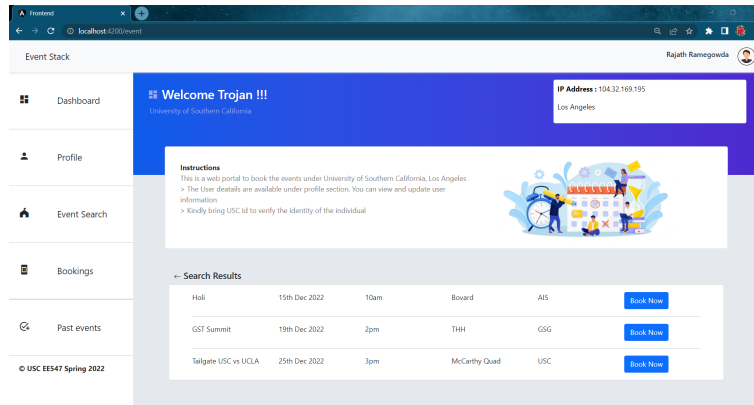 Frontend
localhost:4200/event
Event Stack
Rajath Ramegowda
Dashboard
Profile
Event Search
Bookings
Past events
© USC EE547 Spring 2022
Welcome Trojan !!!
University of Southern California
IP Address : 104.32.169.195
Los Angeles
Instructions
This is a web portal to book the events under University of Southern California, Los Angeles
> The User deatails are available under profile section. You can view and update user
information
> Kindly bring USC Id to verify the identity of the individual
← Search Results
Holi 15th Dec 2022 10am Bovard AIS Book Now
GST Summit 19th Dec 2022 2pm THH GSG Book Now
Tailgate USC vs UCLA 25th Dec 2022 3pm McCarthy Quad USC Book Now